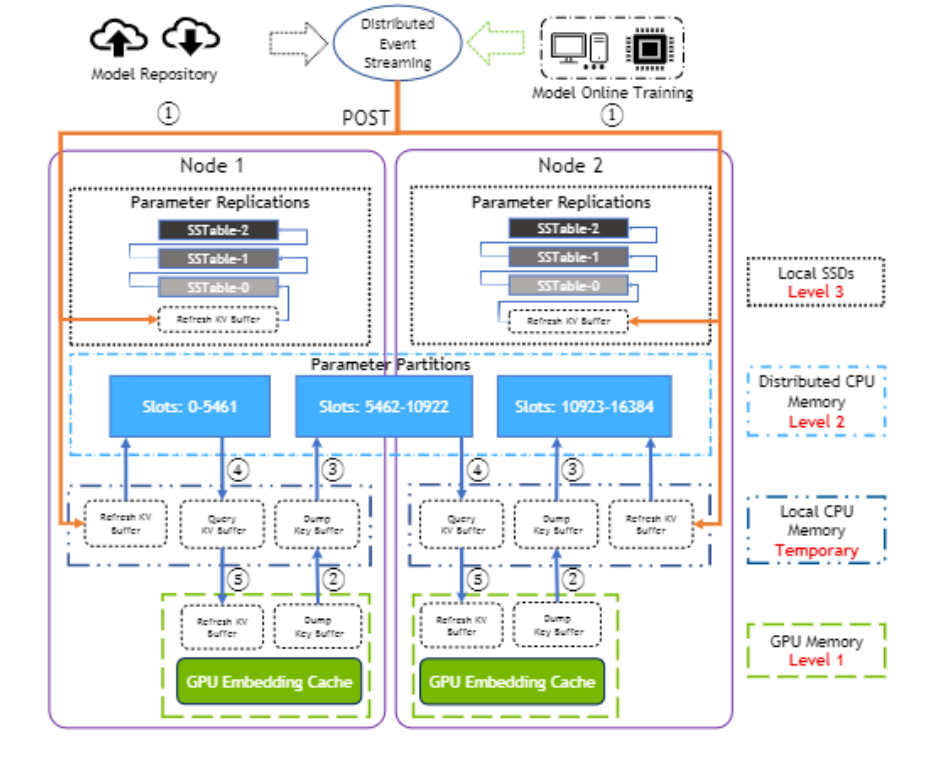 Distributed
Event
Streaming
Model Repository
Model Online Training
①
POST
①
Node 1
Node 2
Parameter Replications
SSTable-2
SSTable-1
SSTable-0
Refresh KV Buffer
Parameter Replications
SSTable-2
SSTable-1
SSTable-0
Refresh KV Buffer
Local SSDs
Level 3
Parameter Partitions
Slots: 0-5461
Slots: 5462-10922
Slots: 10923-16384
Distributed CPU
Memory
Level 2
④
③
④
③
Refresh KV
Buffer
Query
KV Buffer
Dump
Key Buffer
Query
KV Buffer
Dump
Key Buffer
Refresh KV
Buffer
Local CPU
Memory
Temporary
⑤
②
⑤
②
Refresh KV
Buffer
Dump
Key Buffer
Refresh KV
Buffer
Dump
Key Buffer
GPU Embedding Cache
GPU Embedding Cache
GPU Memory
Level 1